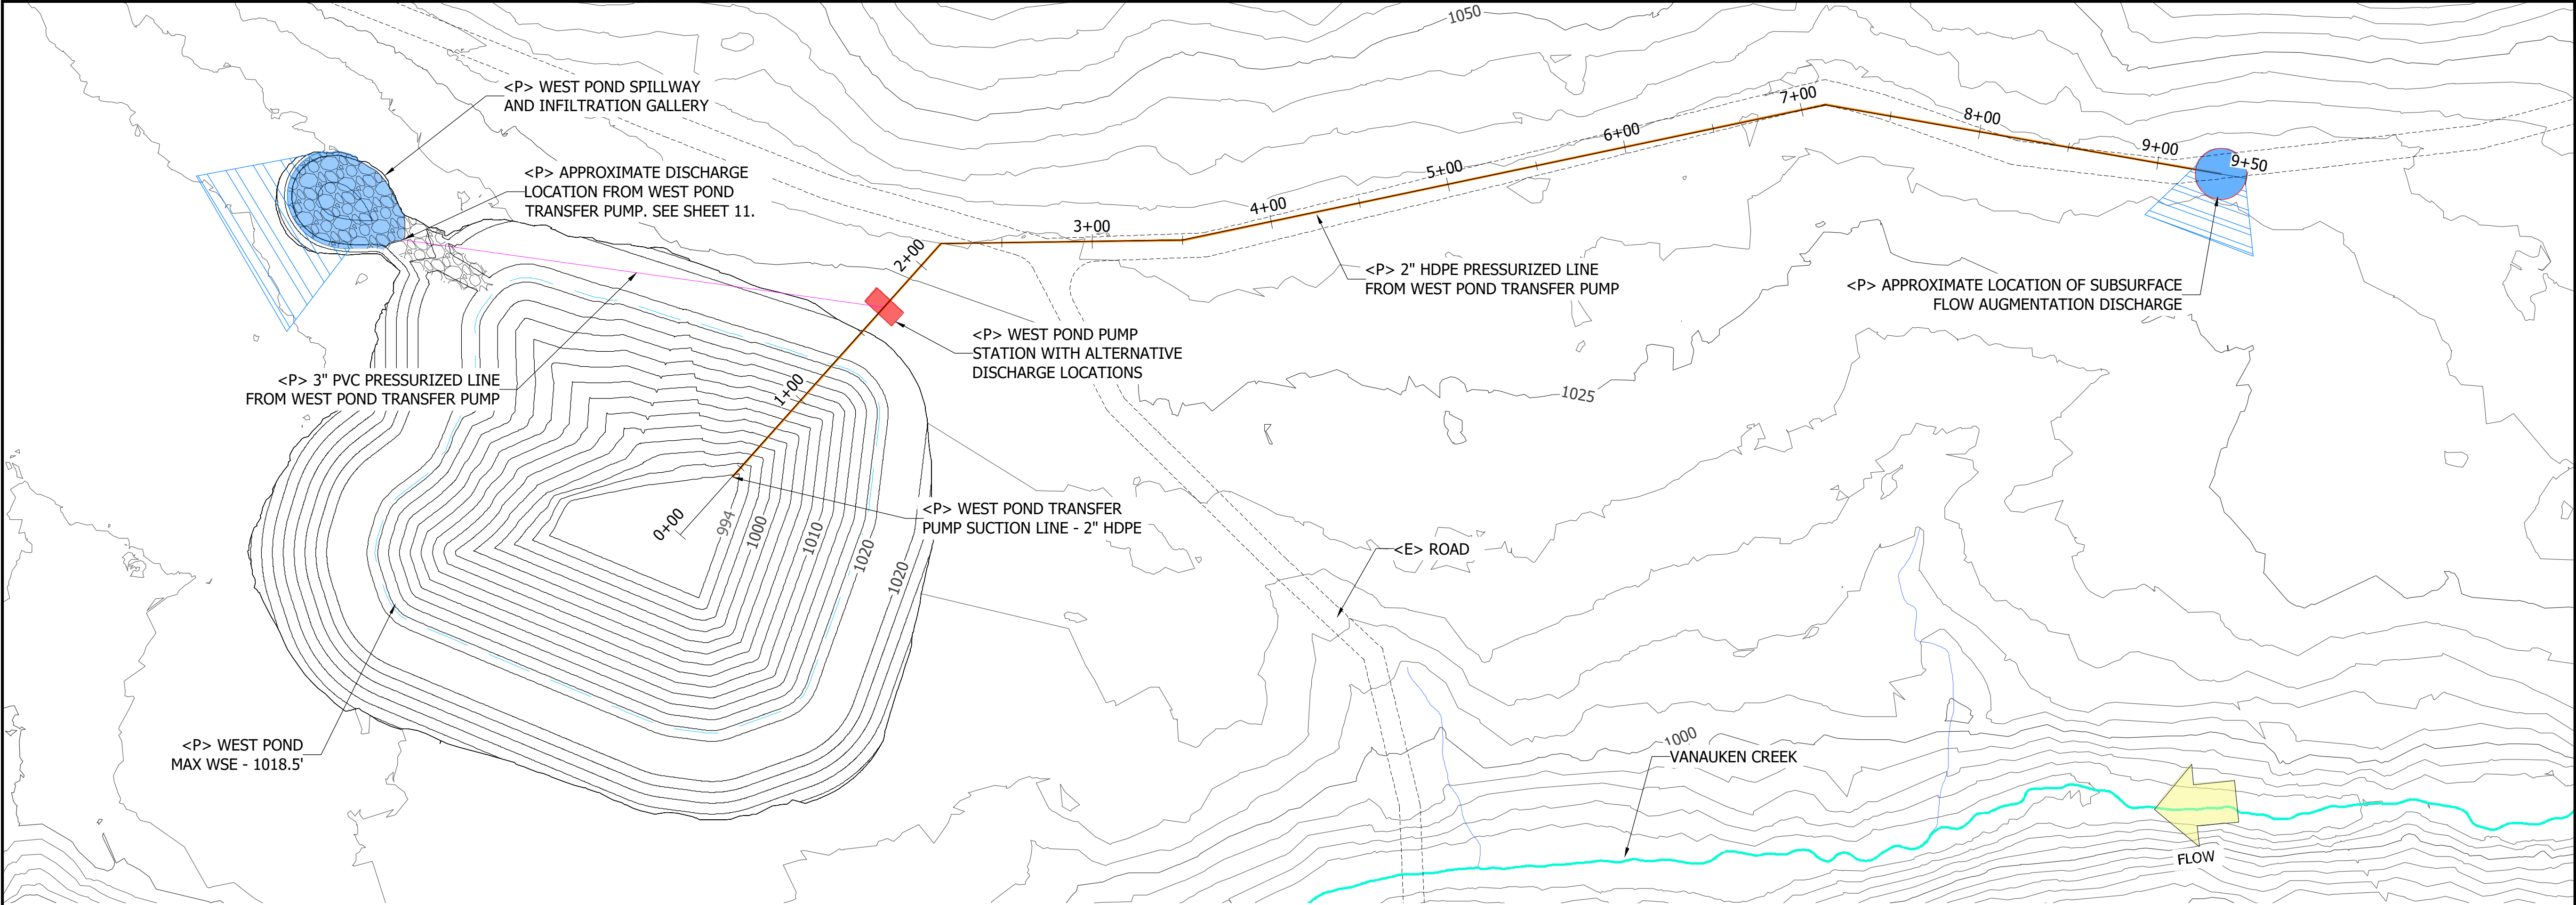 1050
<P> WEST POND SPILLWAY
AND INFILTRATION GALLERY
<P> APPROXIMATE DISCHARGE
LOCATION FROM WEST POND
TRANSFER PUMP. SEE SHEET 11.
7+00
8+00
6+00
9+00
9+50
5+00
4+00
3+00
2+00
<P> 2" HDPE PRESSURIZED LINE
FROM WEST POND TRANSFER PUMP
<P> APPROXIMATE LOCATION OF SUBSURFACE
FLOW AUGMENTATION DISCHARGE
<P> WEST POND PUMP
STATION WITH ALTERNATIVE
DISCHARGE LOCATIONS
<P> 3" PVC PRESSURIZED LINE
FROM WEST POND TRANSFER PUMP
1+00
1025
<P> WEST POND TRANSFER
PUMP SUCTION LINE - 2" HDPE
0+00
994
1000
1010
1020
1020
<E> ROAD
<P> WEST POND
MAX WSE - 1018.5'
1000
VANAUKEN CREEK
FLOW